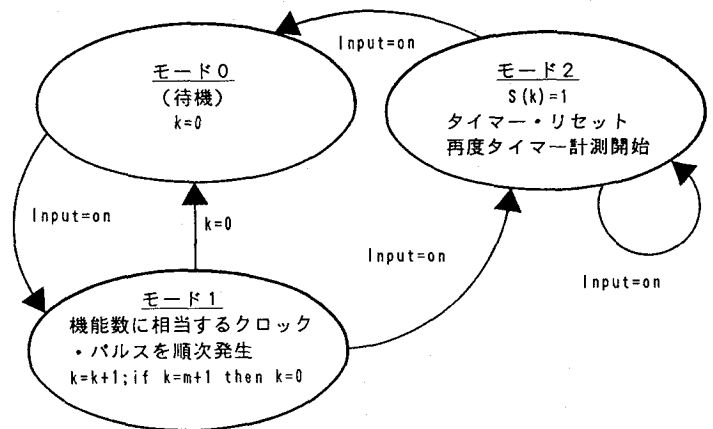 Input=on
モード0
(待機)
k=0
モード2
S(k)=1
タイマー・リセット
再度タイマー計測開始
Input=on
k=0
Input=on
Input=on
モード1
機能数に相当するクロック
・パルスを順次発生
k=k+1;if k=m+1 then k=0